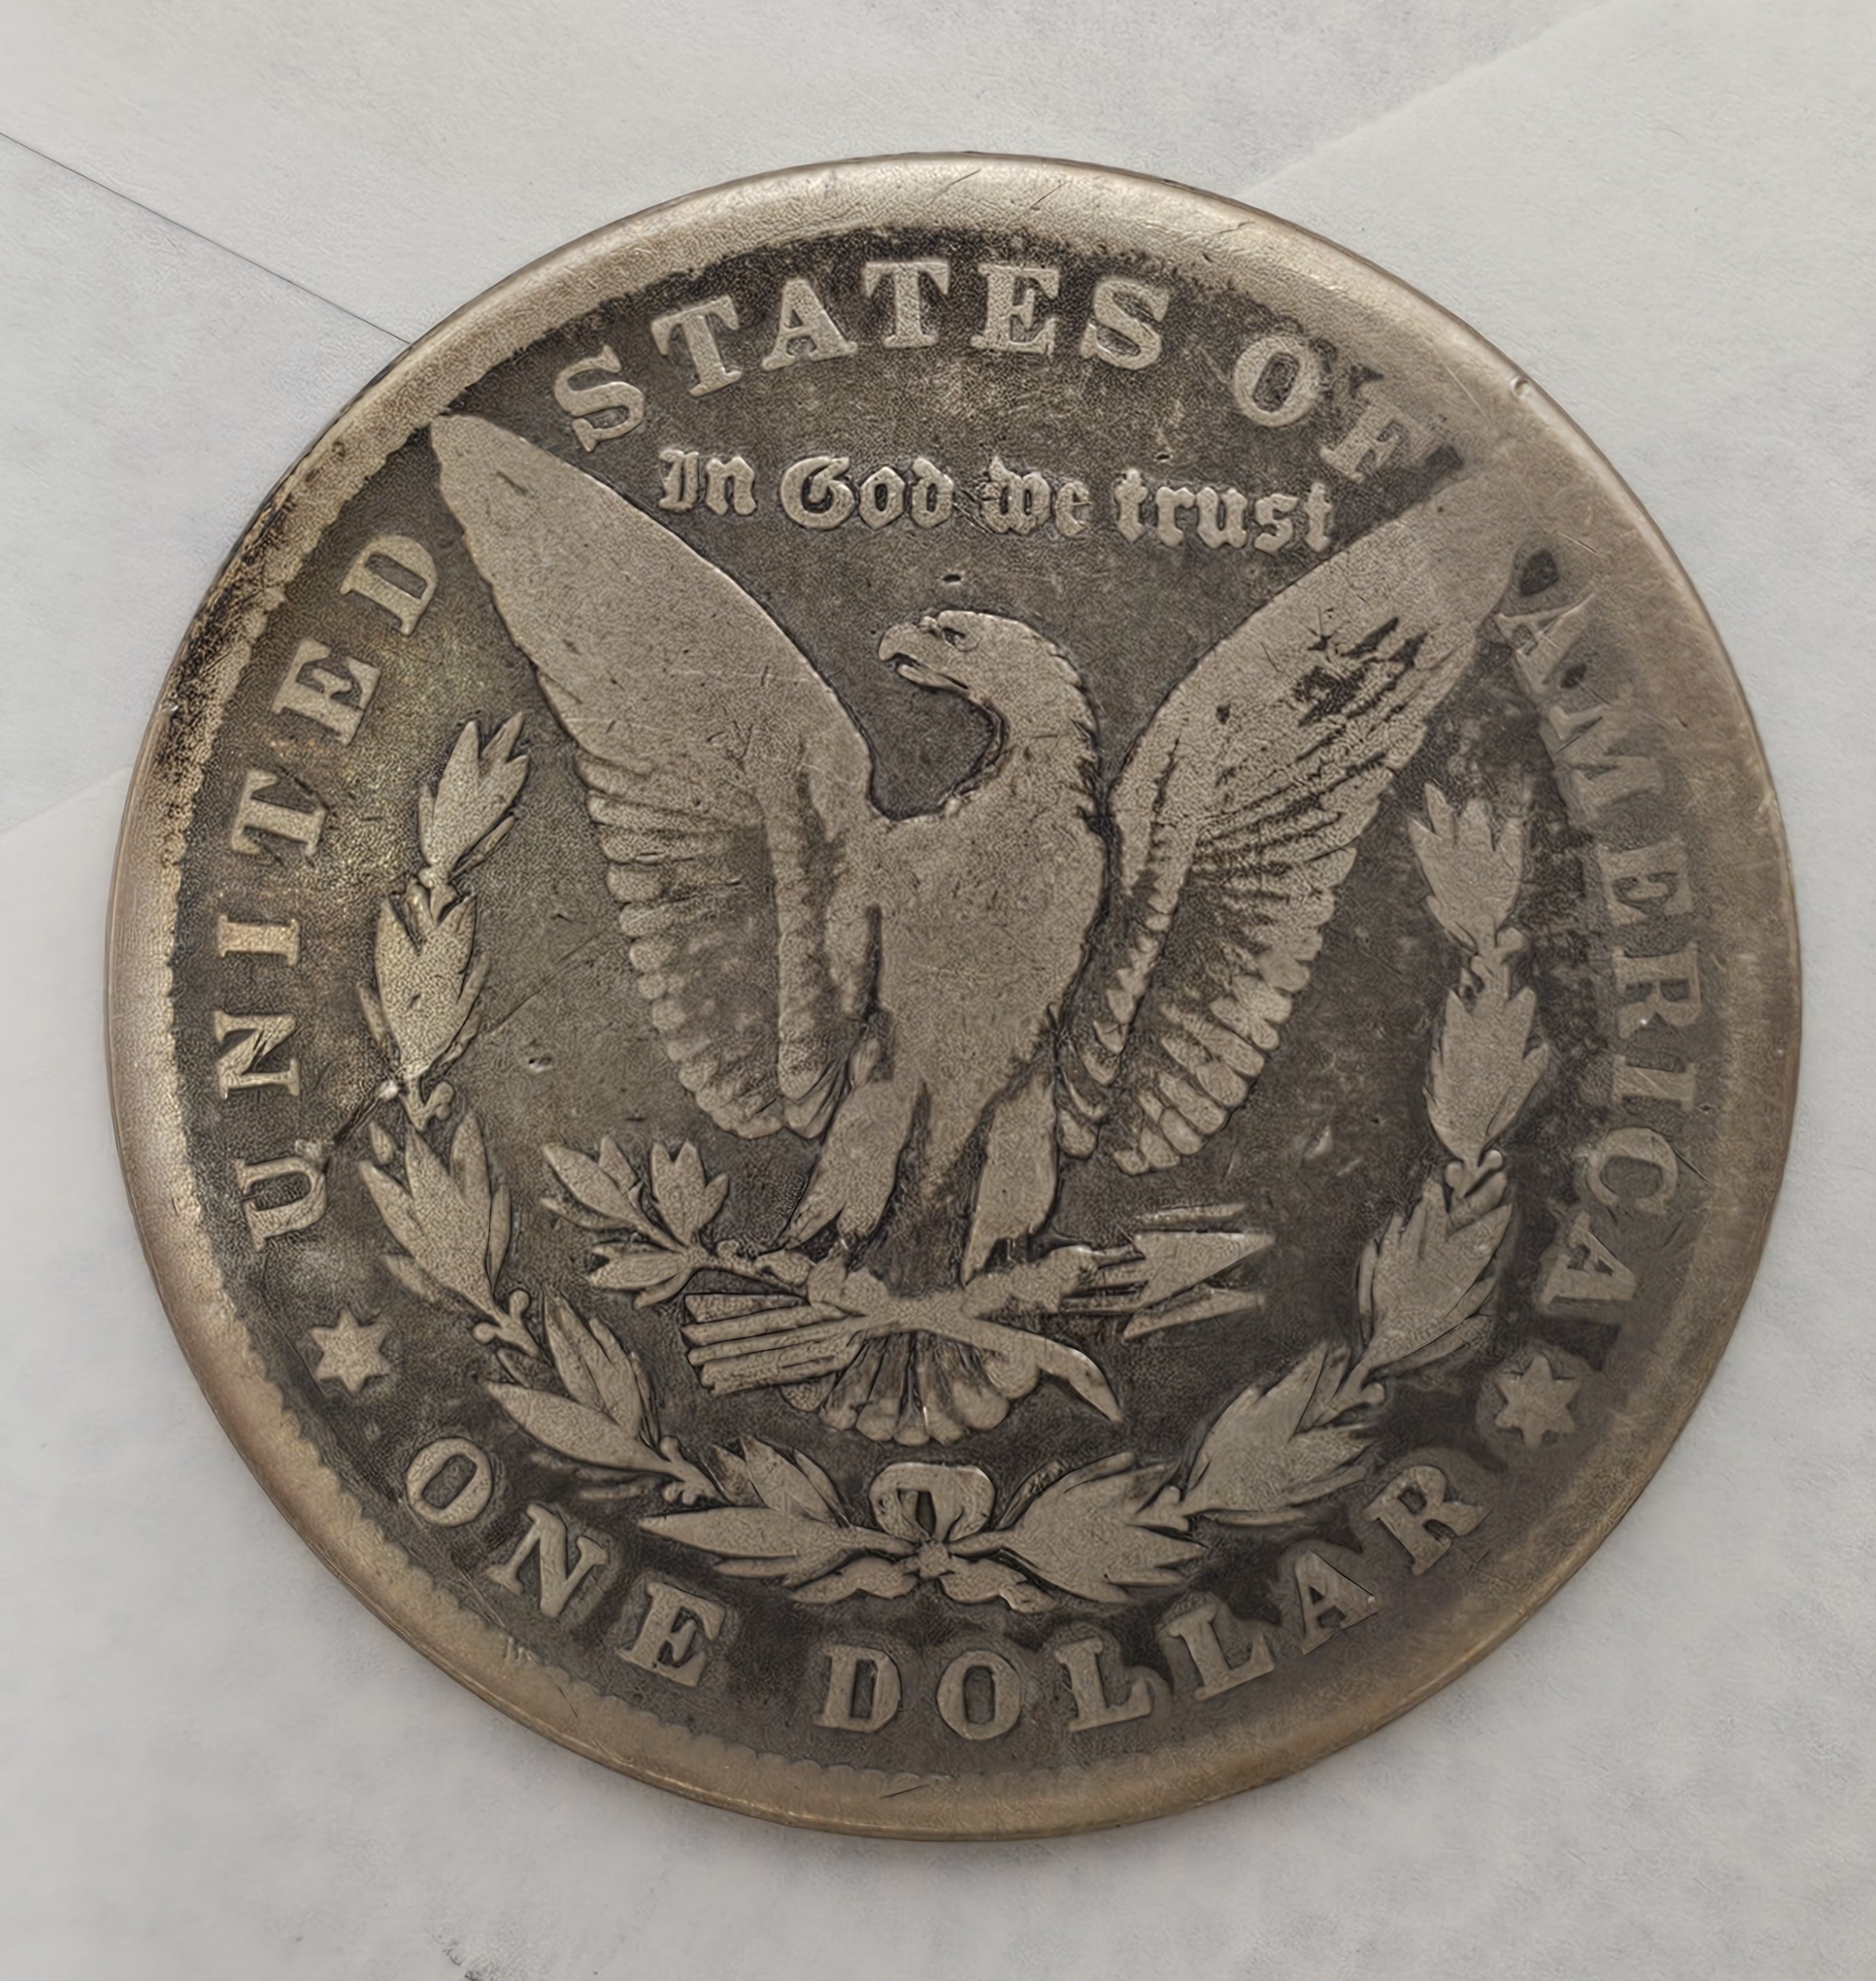 UNITED STATES OF AMERICA
In God we trust
ONE DOLLAR